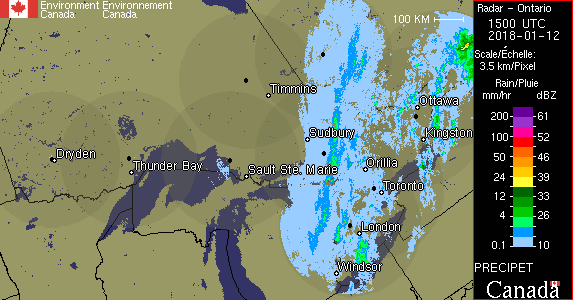 Environment Environnement
Canada Canada
100 KM
Timmins
Ottawa
Sudbury
Kingston
Dryden
Thunder Bay
Sault Ste. Marie
Orillia
Toronto
London
Windsor
Radar - Ontario
1500 UTC
2018-01-12
Scale/Échelle:
3.5 km/Pixel
Rain/Pluie
mm/hr dBZ
200 61
100 52
50 46
24 39
12 33
4 26
0.1 10
PRECIPET
Canada